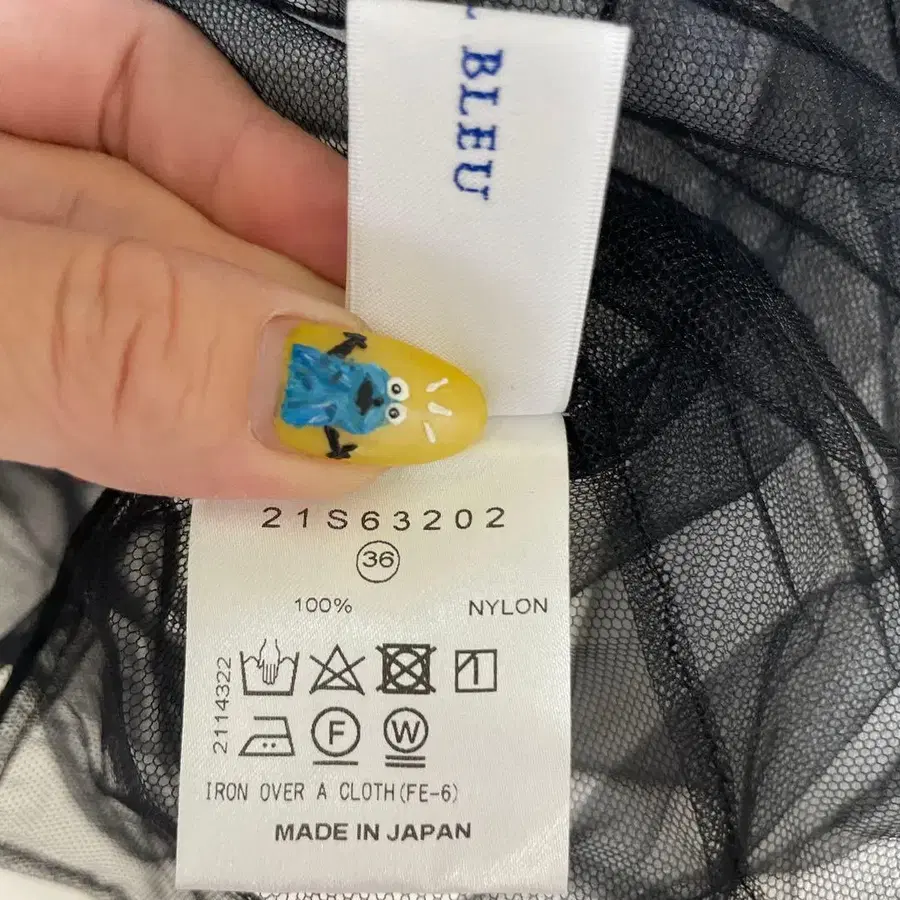 BLEU
21S63202
36
100% NYLON
2114322
F W
IRON OVER A CLOTH(FE-6)
MADE IN JAPAN